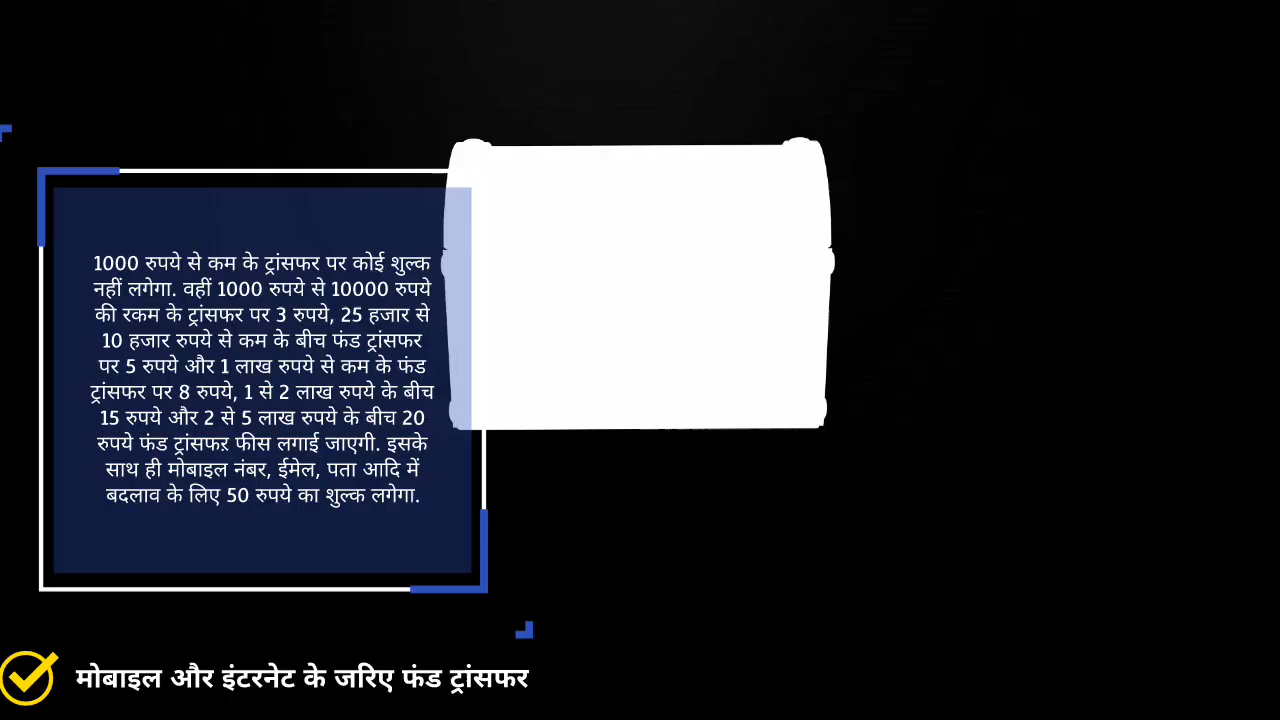 1000 रुपये से कम के ट्रांसफर पर कोई शुल्क
नहीं लगेगा. वहीं 1000 रुपये से 10000 रुपये
की रकम के ट्रांसफर पर 3 रुपये, 25 हजार से
10 हजार रुपये से कम के बीच फंड ट्रांसफर
पर 5 रुपये और 1 लाख रुपये से कम के फंड
ट्रांसफर पर 8 रुपये, 1 से 2 लाख रुपये के बीच
15 रुपये और 2 से 5 लाख रुपये के बीच 20
रुपये फंड ट्रांसफऱ फीस लगाई जाएगी. इसके
साथ ही मोबाइल नंबर, ईमेल, पता आदि में
बदलाव के लिए 50 रुपये का शुल्क लगेगा.
मोबाइल और इंटरनेट के जरिए फंड ट्रांसफर